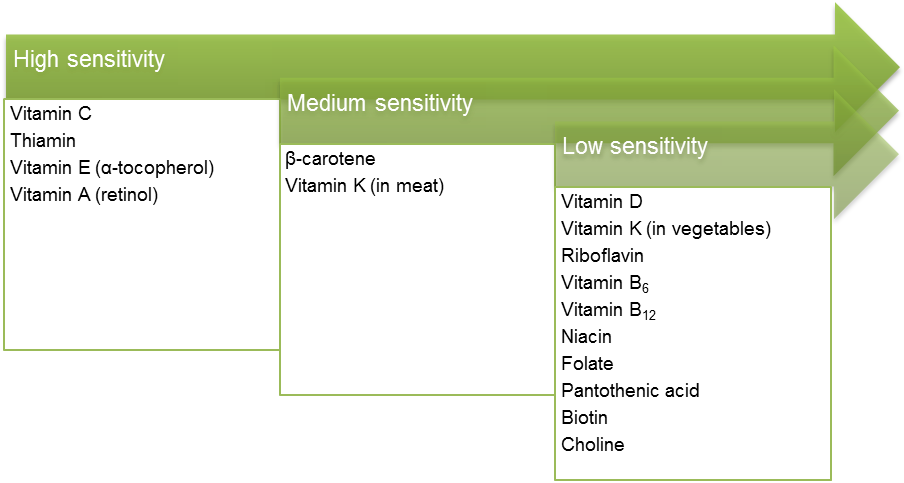 High sensitivity
Vitamin C
Thiamin
Vitamin E (α-tocopherol)
Vitamin A (retinol)
Medium sensitivity
β-carotene
Vitamin K (in meat)
Low sensitivity
Vitamin D
Vitamin K (in vegetables)
Riboflavin
Vitamin B₆
Vitamin B₁₂
Niacin
Folate
Pantothenic acid
Biotin
Choline